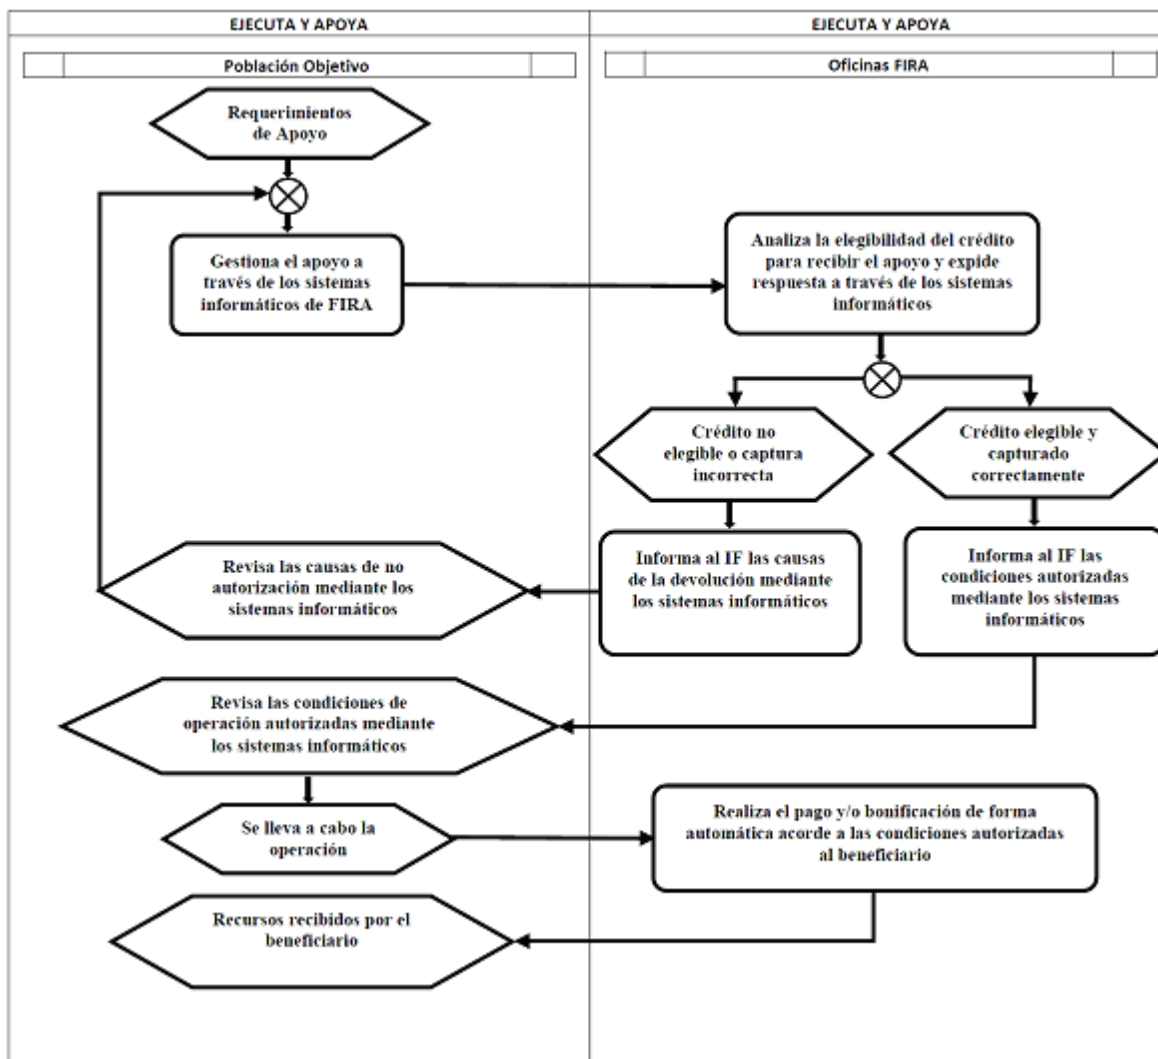 EJECUTA Y APOYA
EJECUTA Y APOYA
Población Objetivo
Oficinas FIRA
Requerimientos
de Apoyo
Gestiona el apoyo a
través de los sistemas
informáticos de FIRA
Analiza la elegibilidad del crédito
para recibir el apoyo y expide
respuesta a través de los sistemas
informáticos
Crédito no
elegible o captura
incorrecta
Crédito elegible y
capturado
correctamente
Informa al IF las causas
de la devolución mediante
los sistemas informáticos
Informa al IF las
condiciones autorizadas
mediante los sistemas
informáticos
Revisa las causas de no
autorización mediante los
sistemas informáticos
Revisa las condiciones de
operación autorizadas mediante
los sistemas informáticos
Se lleva a cabo la
operación
Realiza el pago y/o bonificación de forma
automática acorde a las condiciones autorizadas
al beneficiario
Recursos recibidos por el
beneficiario